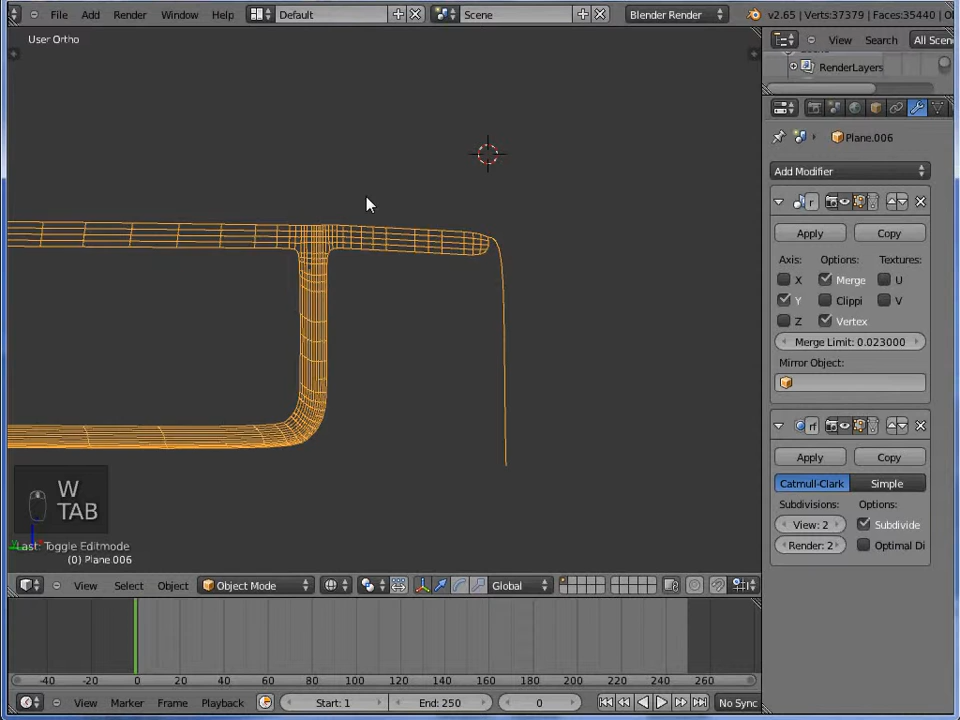 File Add Render Window Help Default Scene Blender Render v2.65 | Verts:37379 | Faces:35440
User Ortho
View Search All Scen
RenderLayers
Plane.006
Add Modifier
Apply Copy
Axis: Options: Textures:
X Merge U
Y Clippi V
Z Vertex
Merge Limit: 0.023000
Mirror Object:
Apply Copy
Catmull-Clark Simple
Subdivisions: Options:
View: 2 Subdivide
Render: 2 Optimal Di
W
TAB
Last: Toggle Editmode
(0) Plane 006
View Select Object Object Mode Global
-40 -20 0 20 40 60 80 100 120 140 160 180 200 220 240 260
View Marker Frame Playback Start: 1 End: 250 0 No Sync